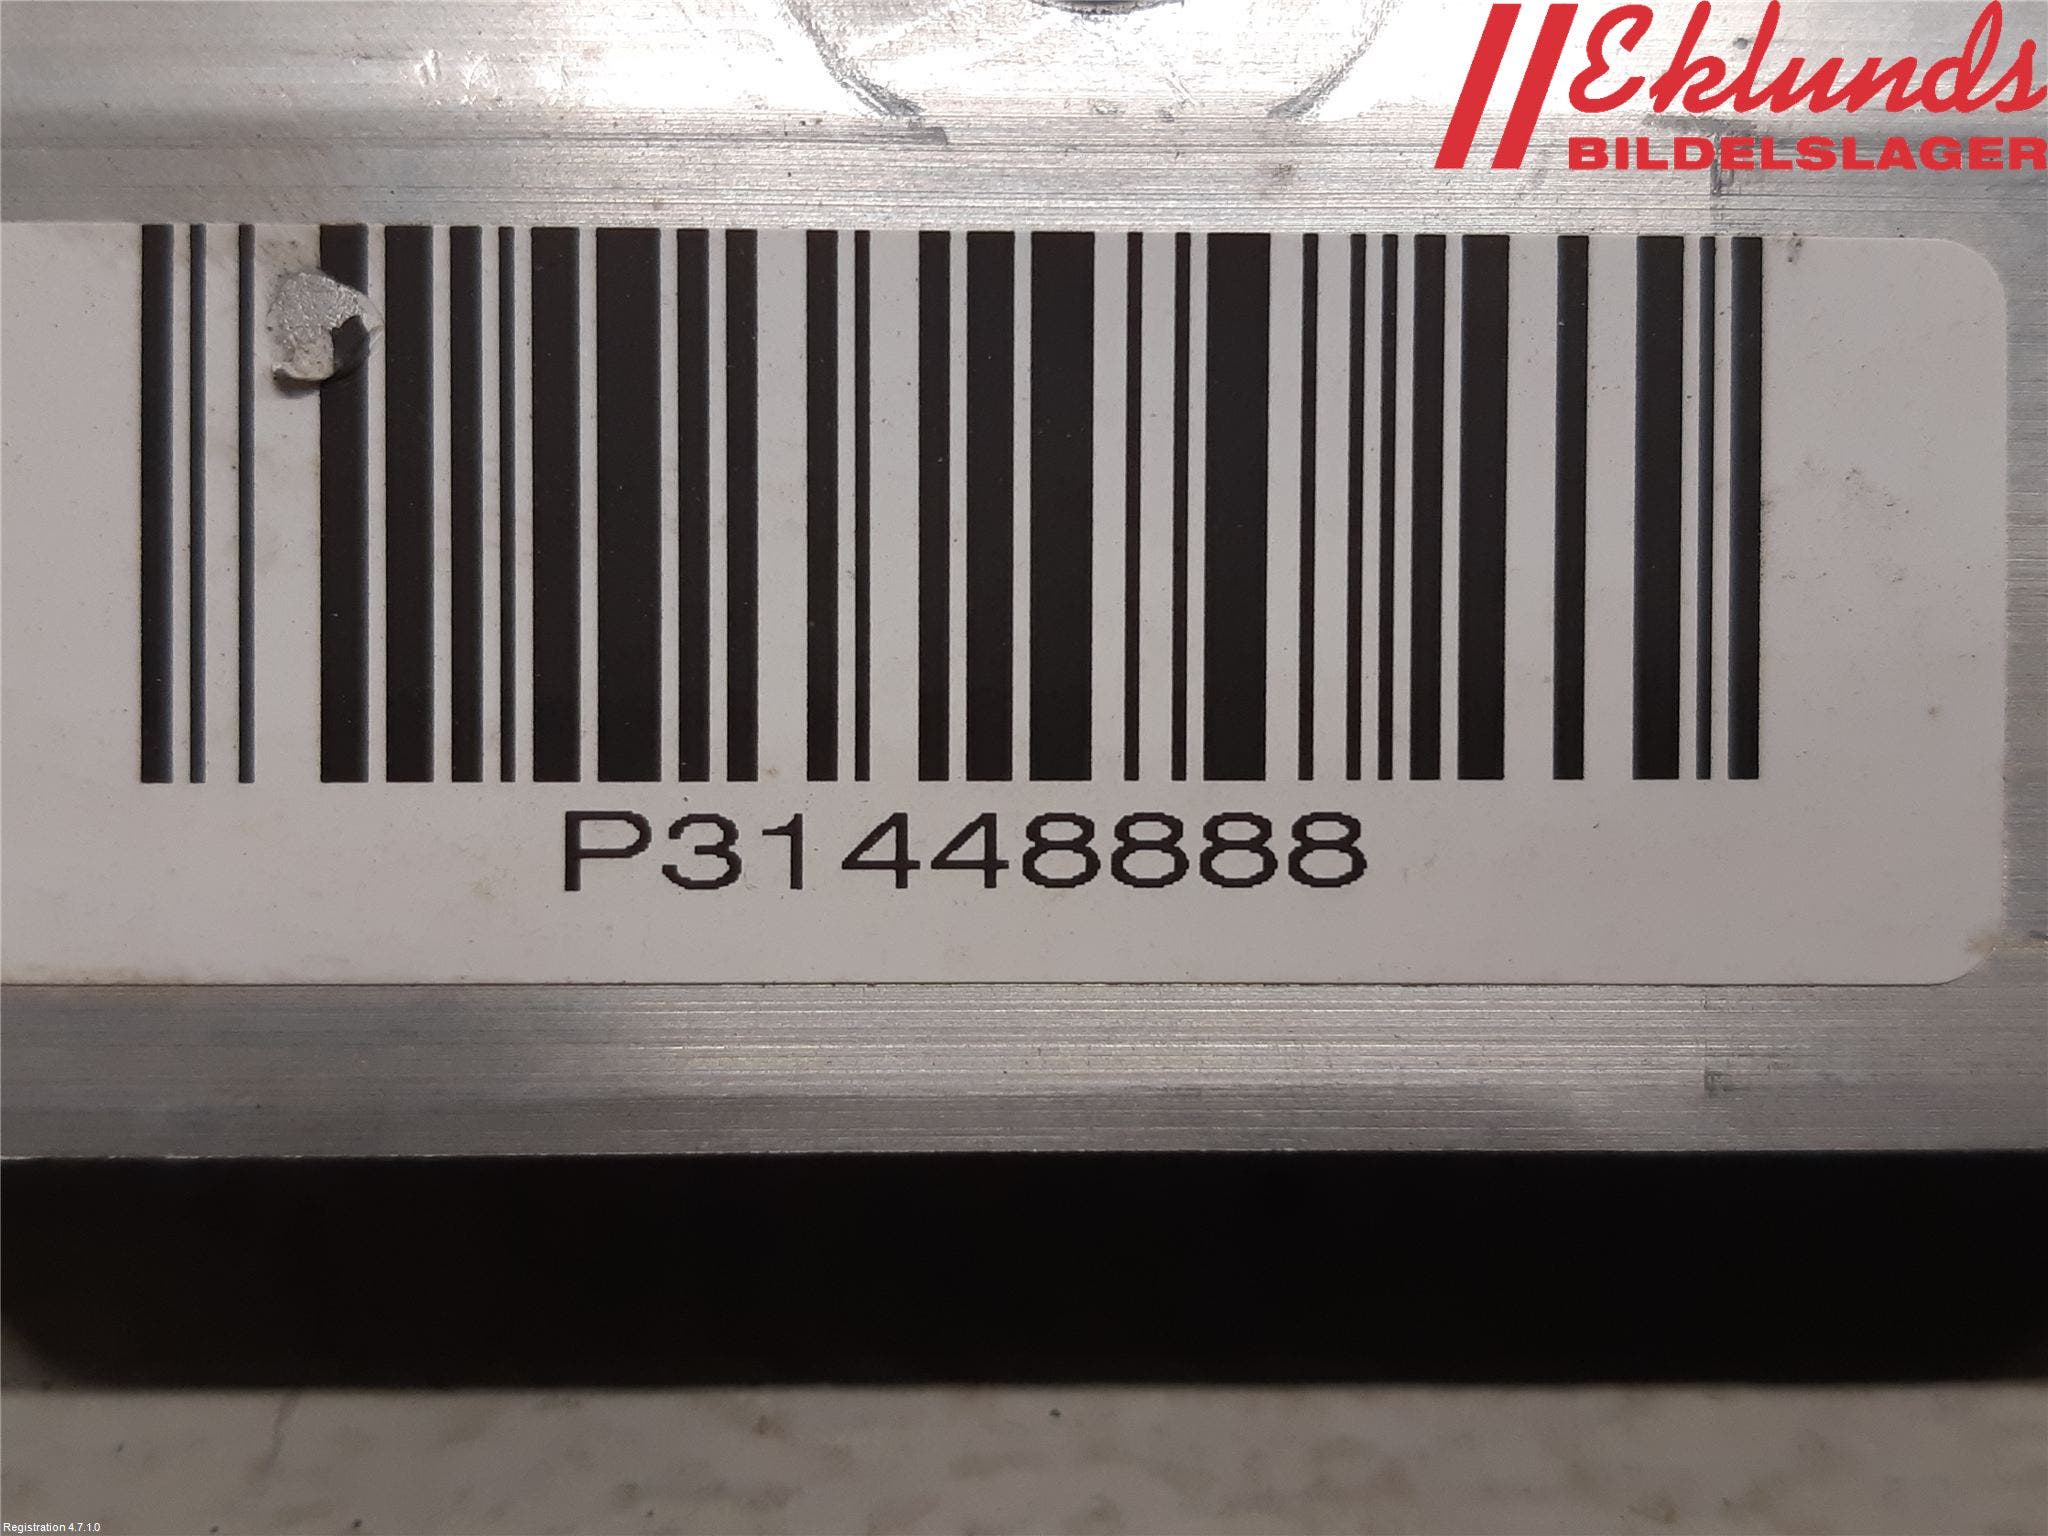 Eklunds
BILDELSLAGER
P31448888
Registration 4.7.1.0